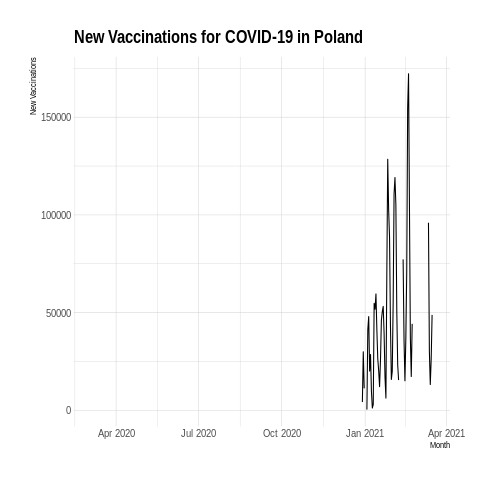 New Vaccinations for COVID-19 in Poland
New Vaccinations
150000
100000
50000
0
Apr 2020 Jul 2020 Oct 2020 Jan 2021 Apr 2021
Month